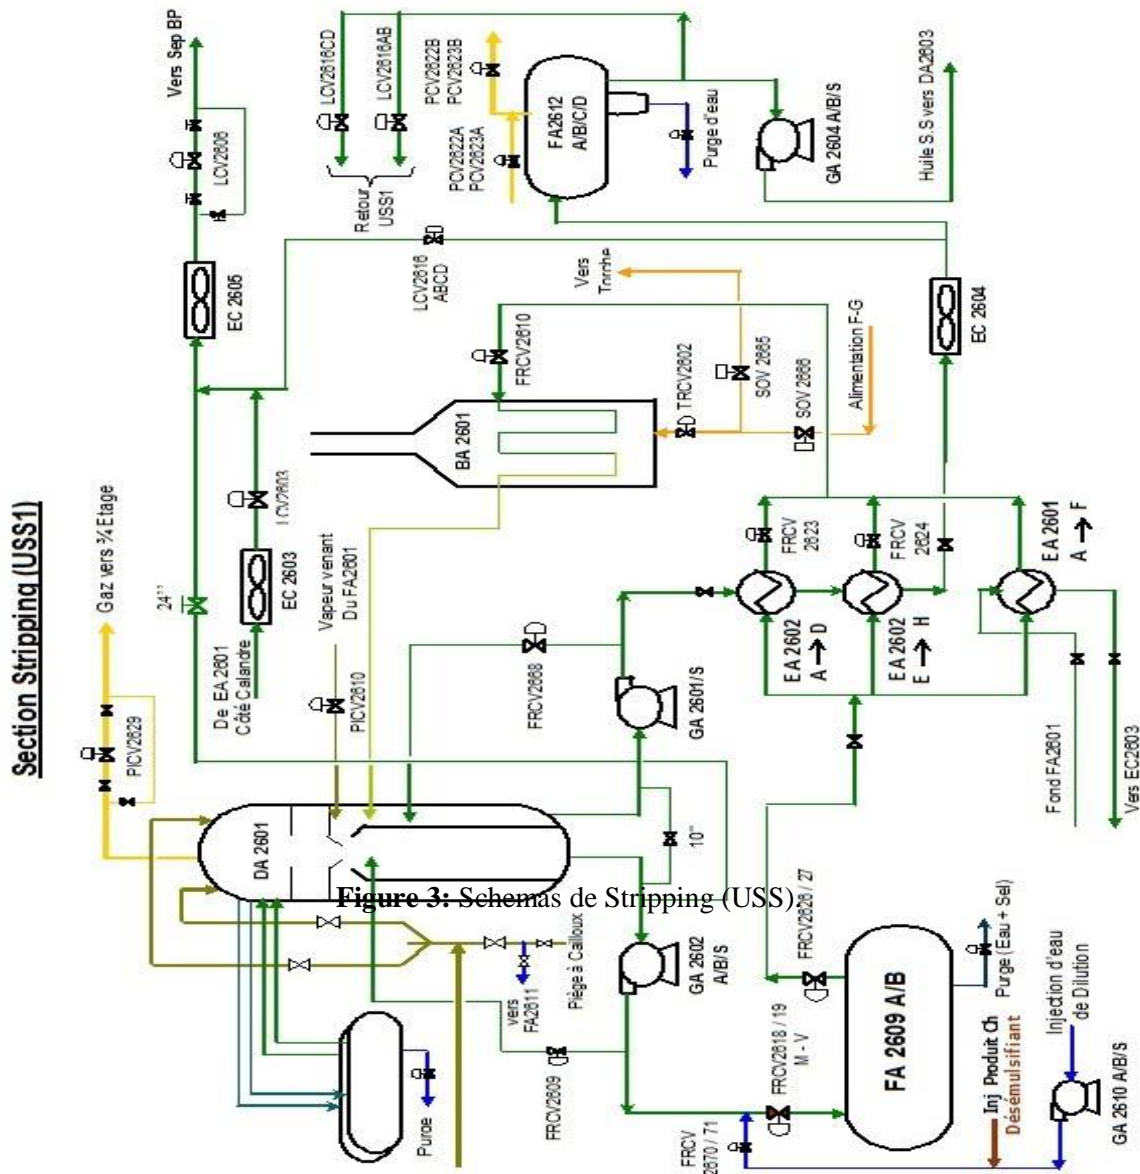 Section Stripping (USS1)
Gaz vers ¾ Etage
PICV2629
24''
De EA2601
Côté Calandre
EC 2603
LCV2603
EC 2605
LCV2606
Vers Sep BP
LCV2616CD
LCV2616AB
Retour
USS1
PCV2622A
PCV2623A
PCV2622B
PCV2623B
FA2612
A/B/C/D
Purge d'eau
GA 2604 A/B/S
Huile S.S vers DA2603
LCV2616
ABCD
Vers
Torche
FRCV2610
BA 2601
TRCV2602
SOV 2665
SOV 2666
Alimentation F-G
EC 2604
Vapeur venant
Du FA2601
PICV2610
FRCV2668
GA 2601/S
DA 2601
10''
EA 2602
A → D
FRCV
2623
EA 2602
E → H
FRCV
2624
EA 2601
A → F
Fond FA2601
Vers EC2603
Figure 3: Schemas de Stripping (USS).
GA 2602
A/B/S
vers
FA2611
Piège à Cailloux
Purge
FRCV2609
FRCV2618 / 19
M - V
FRCV2626 / 27
FA 2609 A/B
Purge (Eau + Sel)
FRCV
2670 / 71
Inj Produit Ch
Désémulsifiant
Injection d'eau
de Dilution
GA 2610 A/B/S